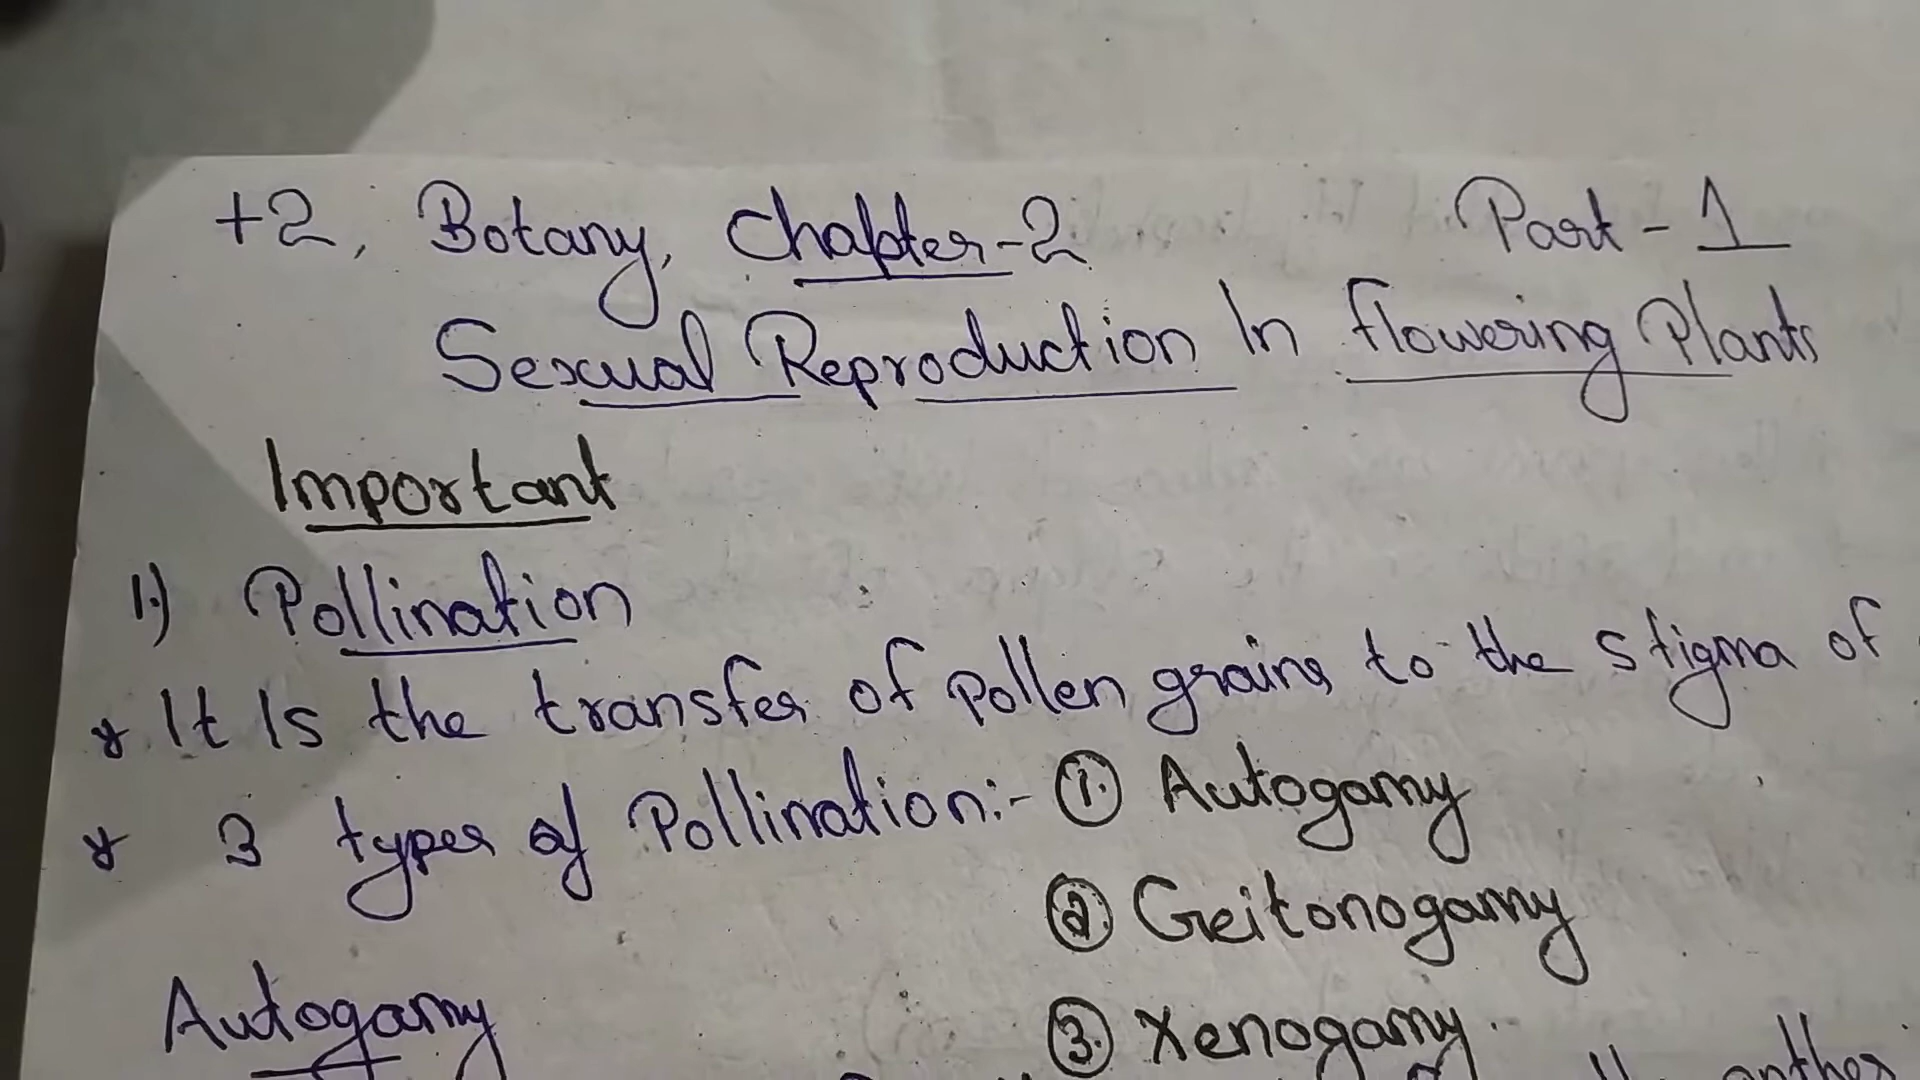 +2, Botany, Chapter-2 Part - 1
Sexual Reproduction In flowering Plants
Important
1.) Pollination
* It Is the transfer of pollen grains to the stigma of
* 3 types of Pollination:- ① Autogamy
② Geitonogamy
Autogamy ③ Xenogamy.
anther